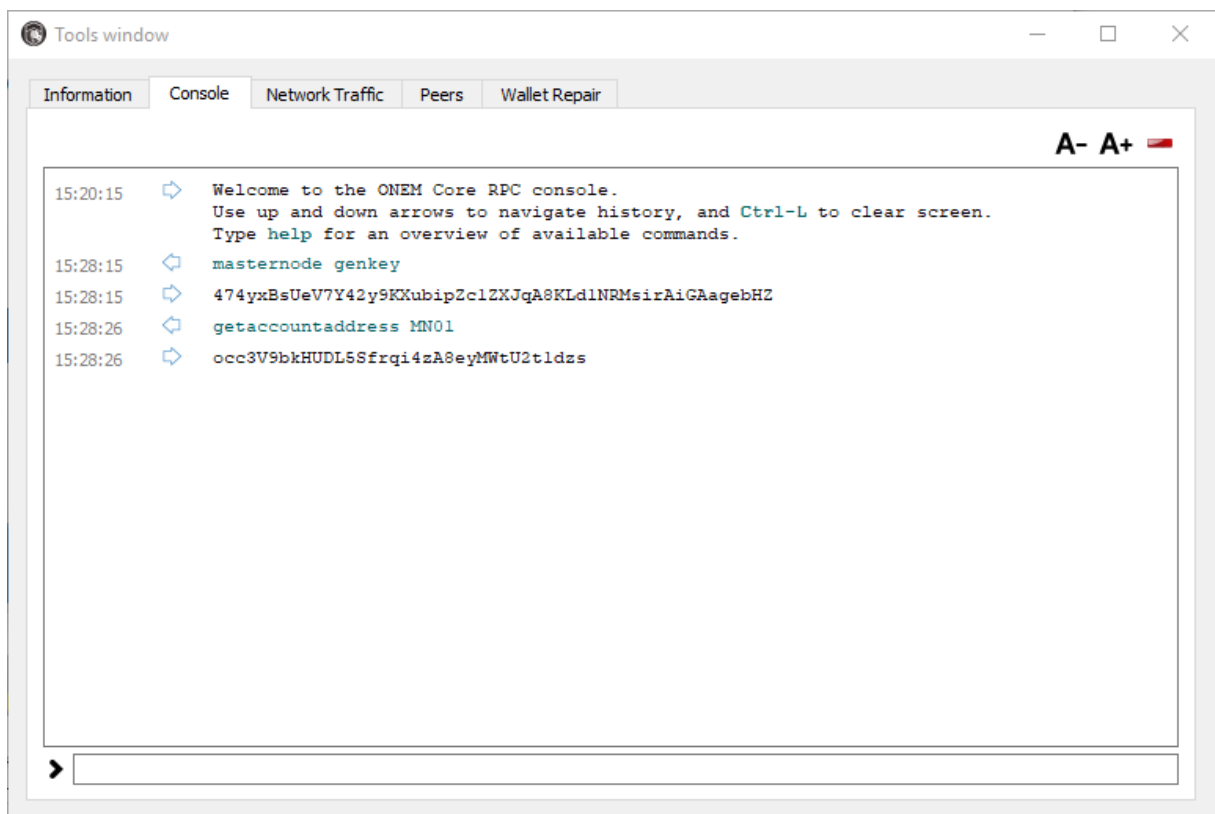 Tools window
Information Console Network Traffic Peers Wallet Repair
A- A+
15:20:15 Welcome to the ONEM Core RPC console.
Use up and down arrows to navigate history, and Ctrl-L to clear screen.
Type help for an overview of available commands.
15:28:15 masternode genkey
15:28:15 474yxBsUeV7Y42y9KXubipZc1ZXJqA8KLd1NRMsirAiGAagebHZ
15:28:26 getaccountaddress MN01
15:28:26 occ3V9bkHUDL5Sfrqi4zA8eyMWtU2t1dzs